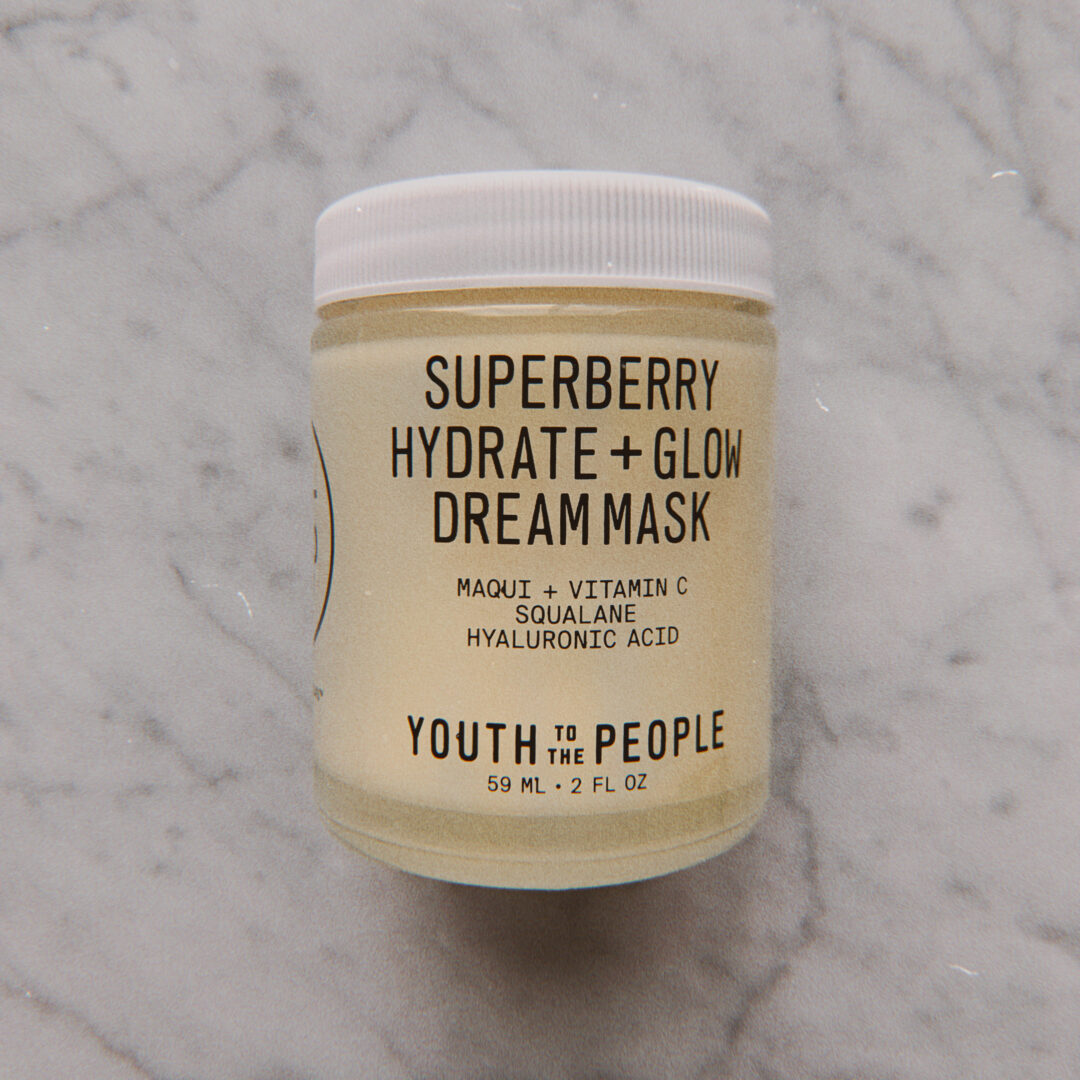 SUPERBERRY
HYDRATE + GLOW
DREAM MASK
MAQUI + VITAMIN C
SQUALANE
HYALURONIC ACID
YOUTH TO THE PEOPLE
59 ML • 2 FL OZ